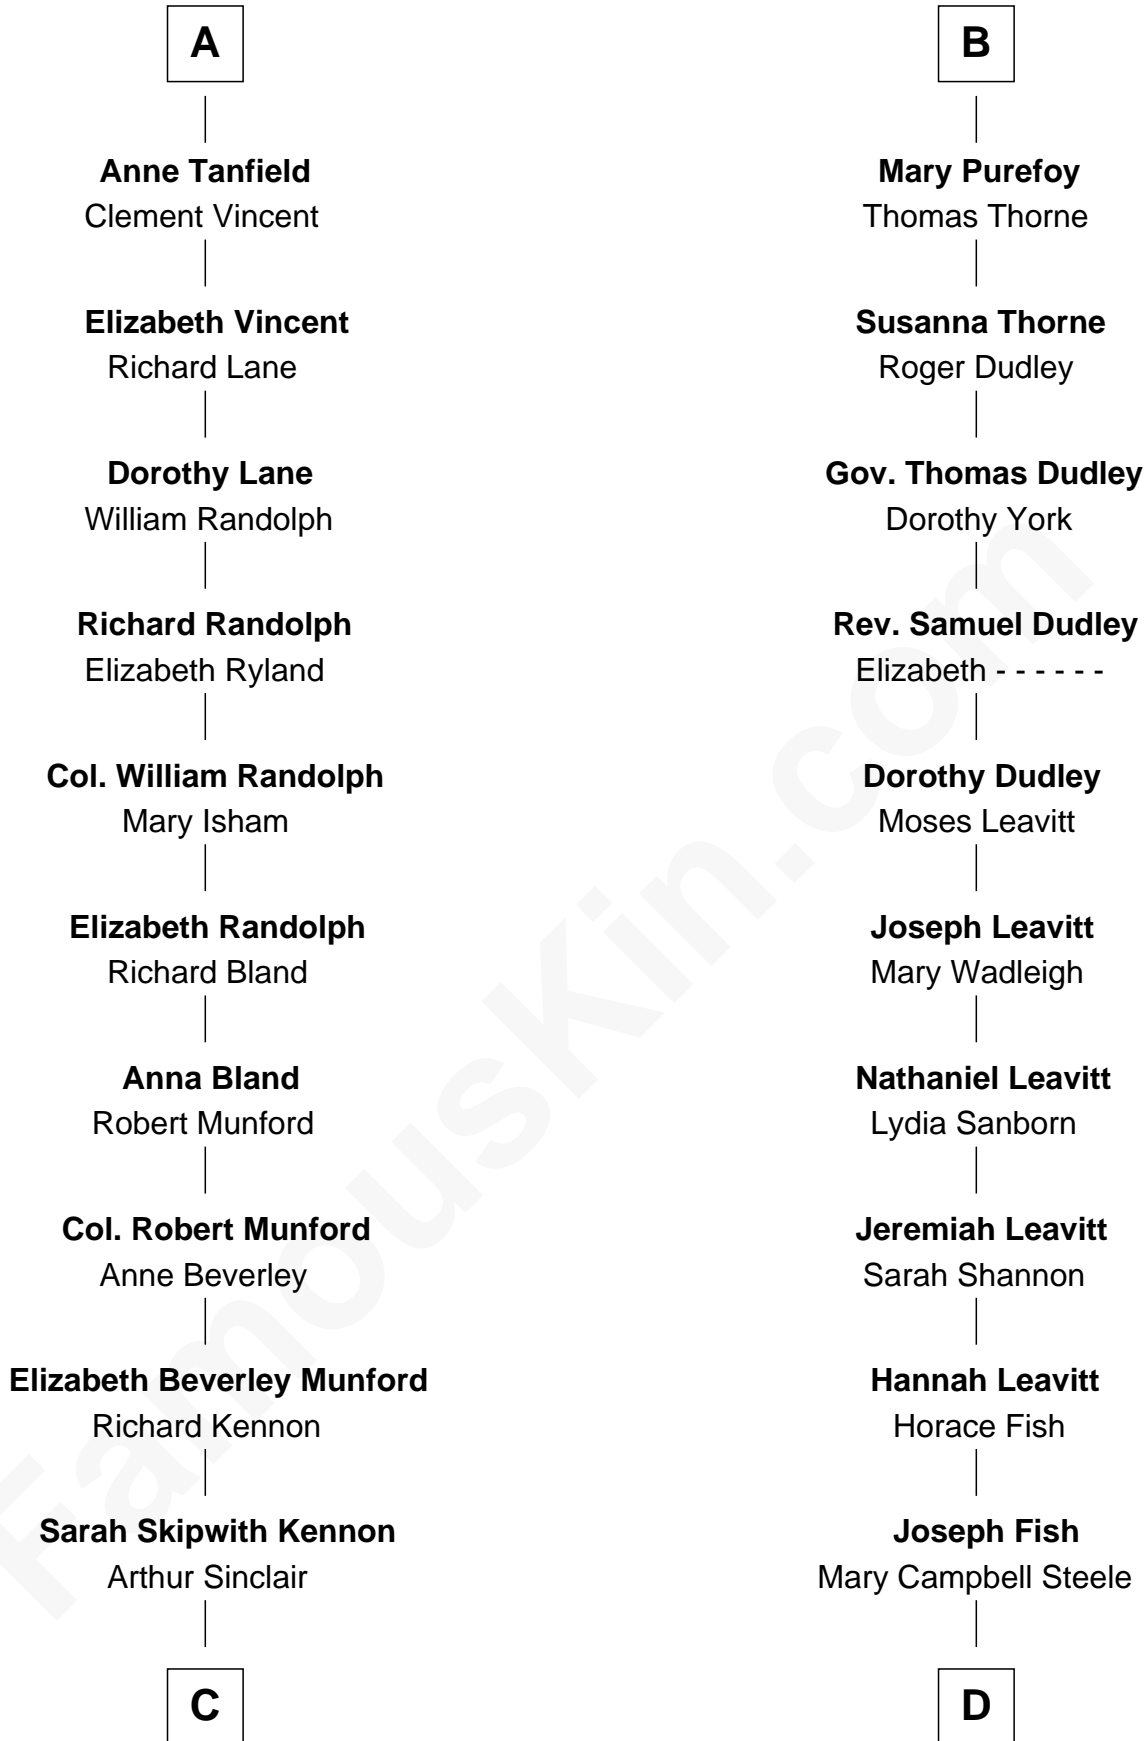 A
Anne Tanfield
Clement Vincent
Elizabeth Vincent
Richard Lane
Dorothy Lane
William Randolph
Richard Randolph
Elizabeth Ryland
Col. William Randolph
Mary Isham
Elizabeth Randolph
Richard Bland
Anna Bland
Robert Munford
Col. Robert Munford
Anne Beverley
Elizabeth Beverley Munford
Richard Kennon
Sarah Skipwith Kennon
Arthur Sinclair
C
B
Mary Purefoy
Thomas Thorne
Susanna Thorne
Roger Dudley
Gov. Thomas Dudley
Dorothy York
Rev. Samuel Dudley
Elizabeth - - - - - -
Dorothy Dudley
Moses Leavitt
Joseph Leavitt
Mary Wadleigh
Nathaniel Leavitt
Lydia Sanborn
Jeremiah Leavitt
Sarah Shannon
Hannah Leavitt
Horace Fish
Joseph Fish
Mary Campbell Steele
D
FamousKin.com